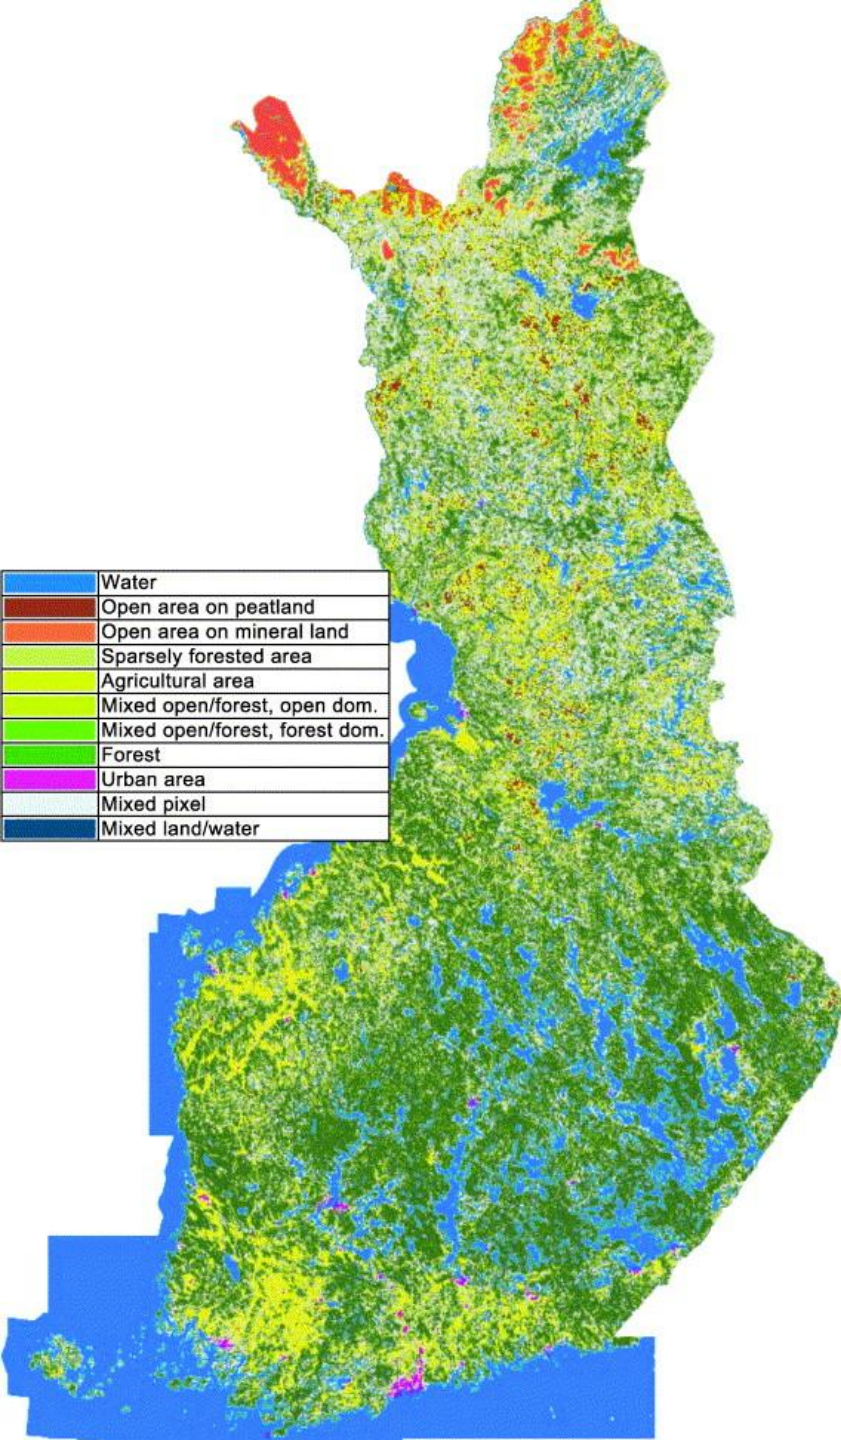 Water
Open area on peatland
Open area on mineral land
Sparsely forested area
Agricultural area
Mixed open/forest, open dom.
Mixed open/forest, forest dom.
Forest
Urban area
Mixed pixel
Mixed land/water